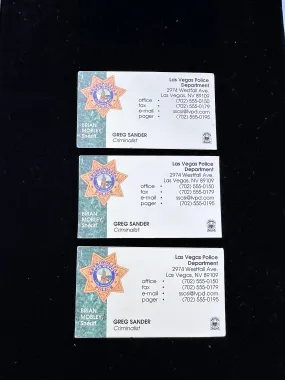 Las Vegas Police
Department
2974 Westfall Ave.
Las Vegas, NV 89109
office • (702) 555-0150
fax • (702) 555-0179
e-mail • ssc@lvpd.com
pager • (702) 555-0195
BRIAN
MOBLEY,
Sheriff
GREG SANDER
Criminalist
Las Vegas Police
Department
2974 Westfall Ave.
Las Vegas, NV 89109
office • (702) 555-0150
fax • (702) 555-0179
e-mail • ssc@lvpd.com
pager • (702) 555-0195
BRIAN
MOBLEY,
Sheriff
GREG SANDER
Criminalist
Las Vegas Police
Department
2974 Westfall Ave.
Las Vegas, NV 89109
office • (702) 555-0150
fax • (702) 555-0179
e-mail • ssc@lvpd.com
pager • (702) 555-0195
BRIAN
MOBLEY,
Sheriff
GREG SANDER
Criminalist